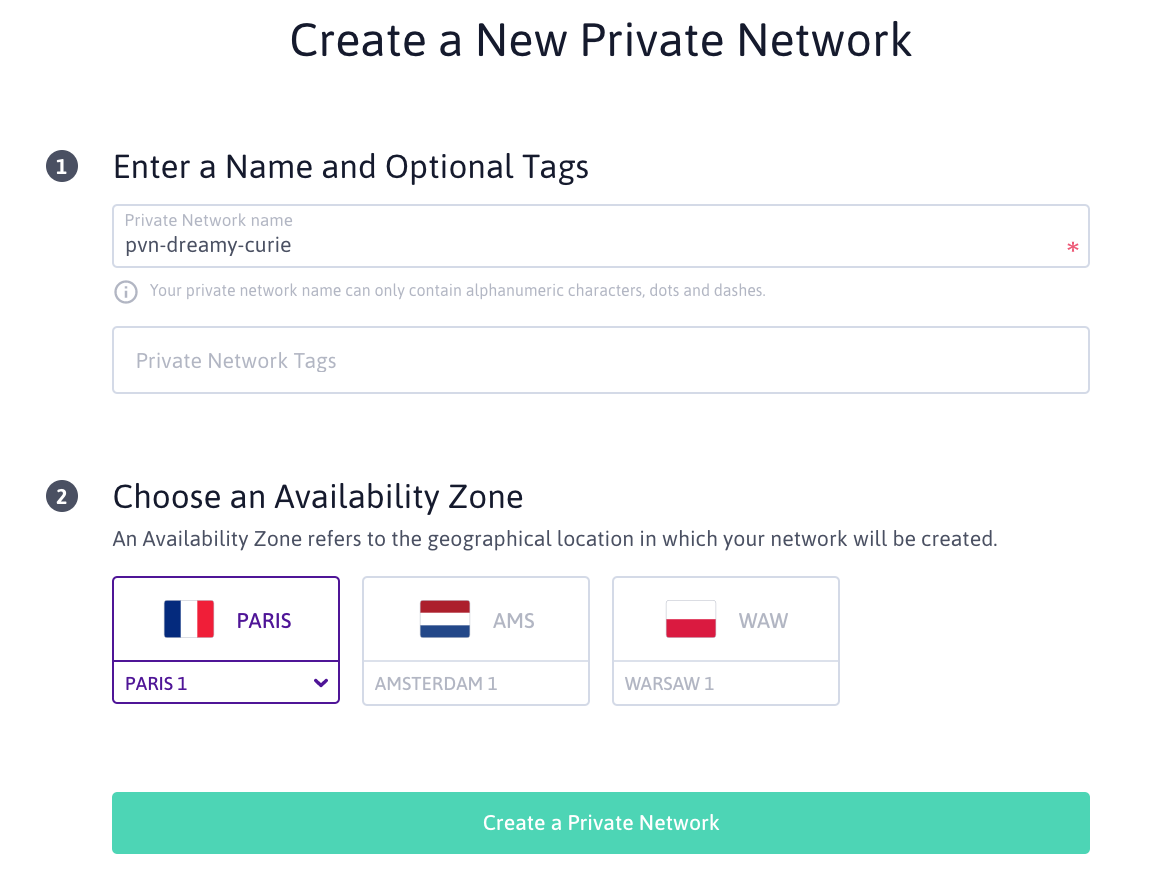 Create a New Private Network
1
Enter a Name and Optional Tags
Private Network name
pvn-dreamy-curie
*
Your private network name can only contain alphanumeric characters, dots and dashes.
Private Network Tags
2
Choose an Availability Zone
An Availability Zone refers to the geographical location in which your network will be created.
PARIS
AMS
WAW
PARIS 1
AMSTERDAM 1
WARSAW 1
Create a Private Network